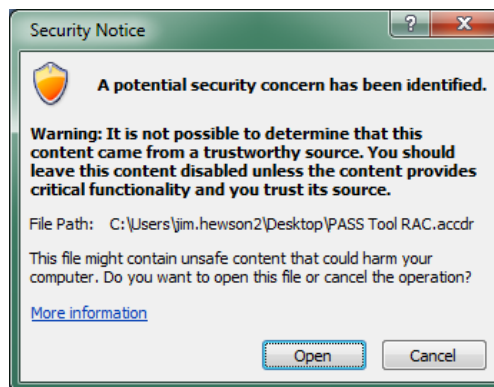 Security Notice
A potential security concern has been identified.
Warning: It is not possible to determine that this
content came from a trustworthy source. You should
leave this content disabled unless the content provides
critical functionality and you trust its source.
File Path: C:\Users\jim.hewson2\Desktop\PASS Tool RAC.accdr
This file might contain unsafe content that could harm your
computer. Do you want to open this file or cancel the operation?
More information
Open Cancel